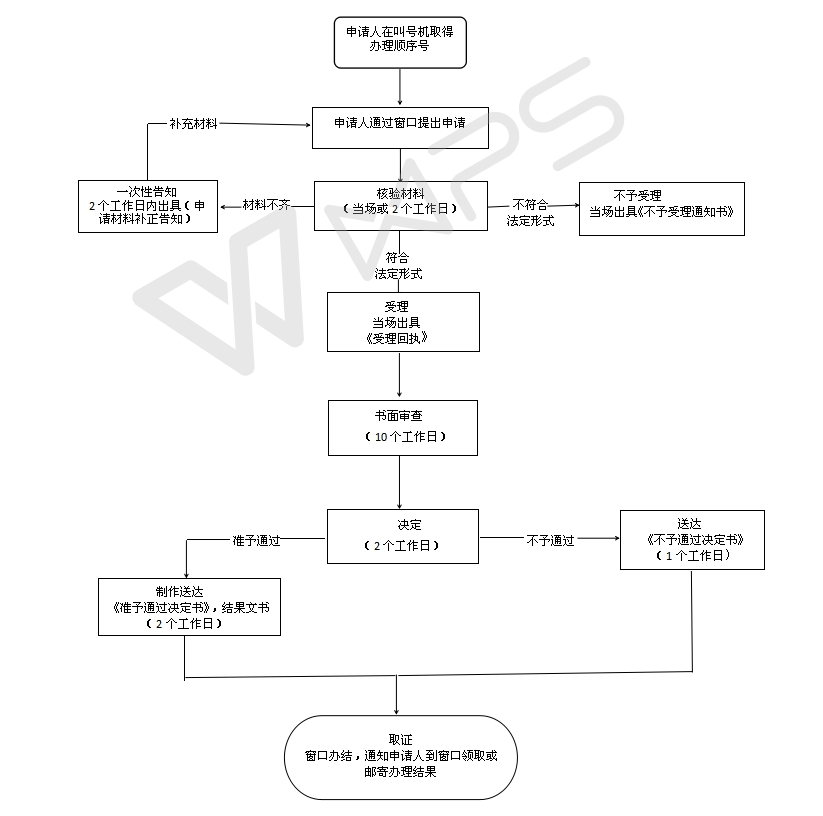 申请人在叫号机取得
办理顺序号
补充材料
申请人通过窗口提出申请
一次性告知
2个工作日内出具（申
请材料补正告知）
材料不齐
核验材料
（当场或2个工作日）
不符合
法定形式
不予受理
当场出具《不予受理通知书》
符合
法定形式
受理
当场出具
《受理回执》
书面审查
（10个工作日）
准予通过
决定
（2个工作日）
不予通过
送达
《不予通过决定书》
（1个工作日）
制作送达
《准予通过决定书》，结果文书
（2个工作日）
取证
窗口办结，通知申请人到窗口领取或
邮寄办理结果
WPS